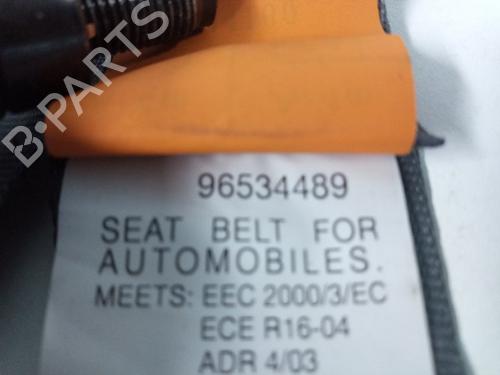 B-PARTS
96534489
SEAT BELT FOR
AUTOMOBILES.
MEETS: EEC 2000/3/EC
ECE R16-04
ADR 4/03